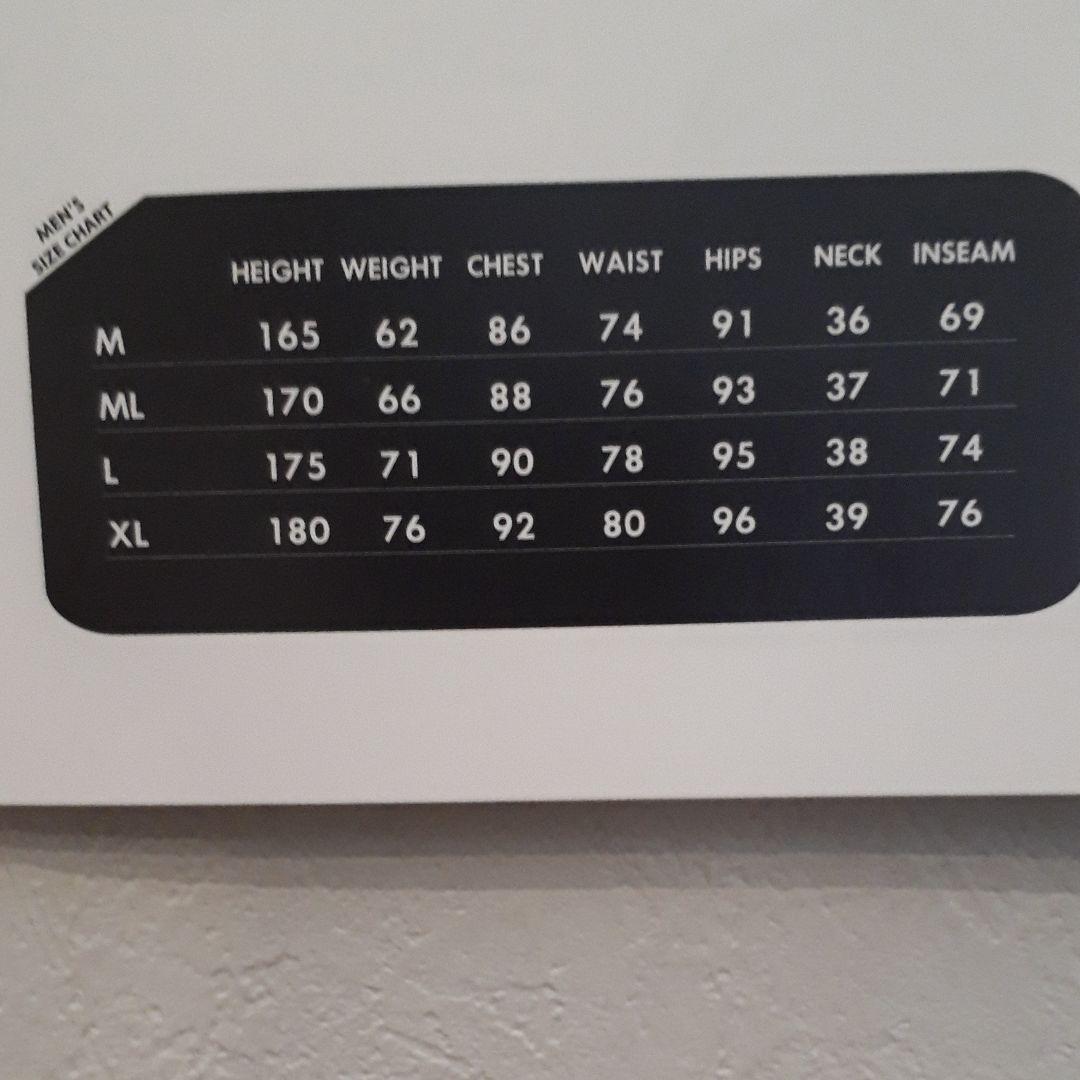 MEN'S
SIZE CHART
HEIGHT WEIGHT CHEST WAIST HIPS NECK INSEAM
M 165 62 86 74 91 36 69
ML 170 66 88 76 93 37 71
L 175 71 90 78 95 38 74
XL 180 76 92 80 96 39 76